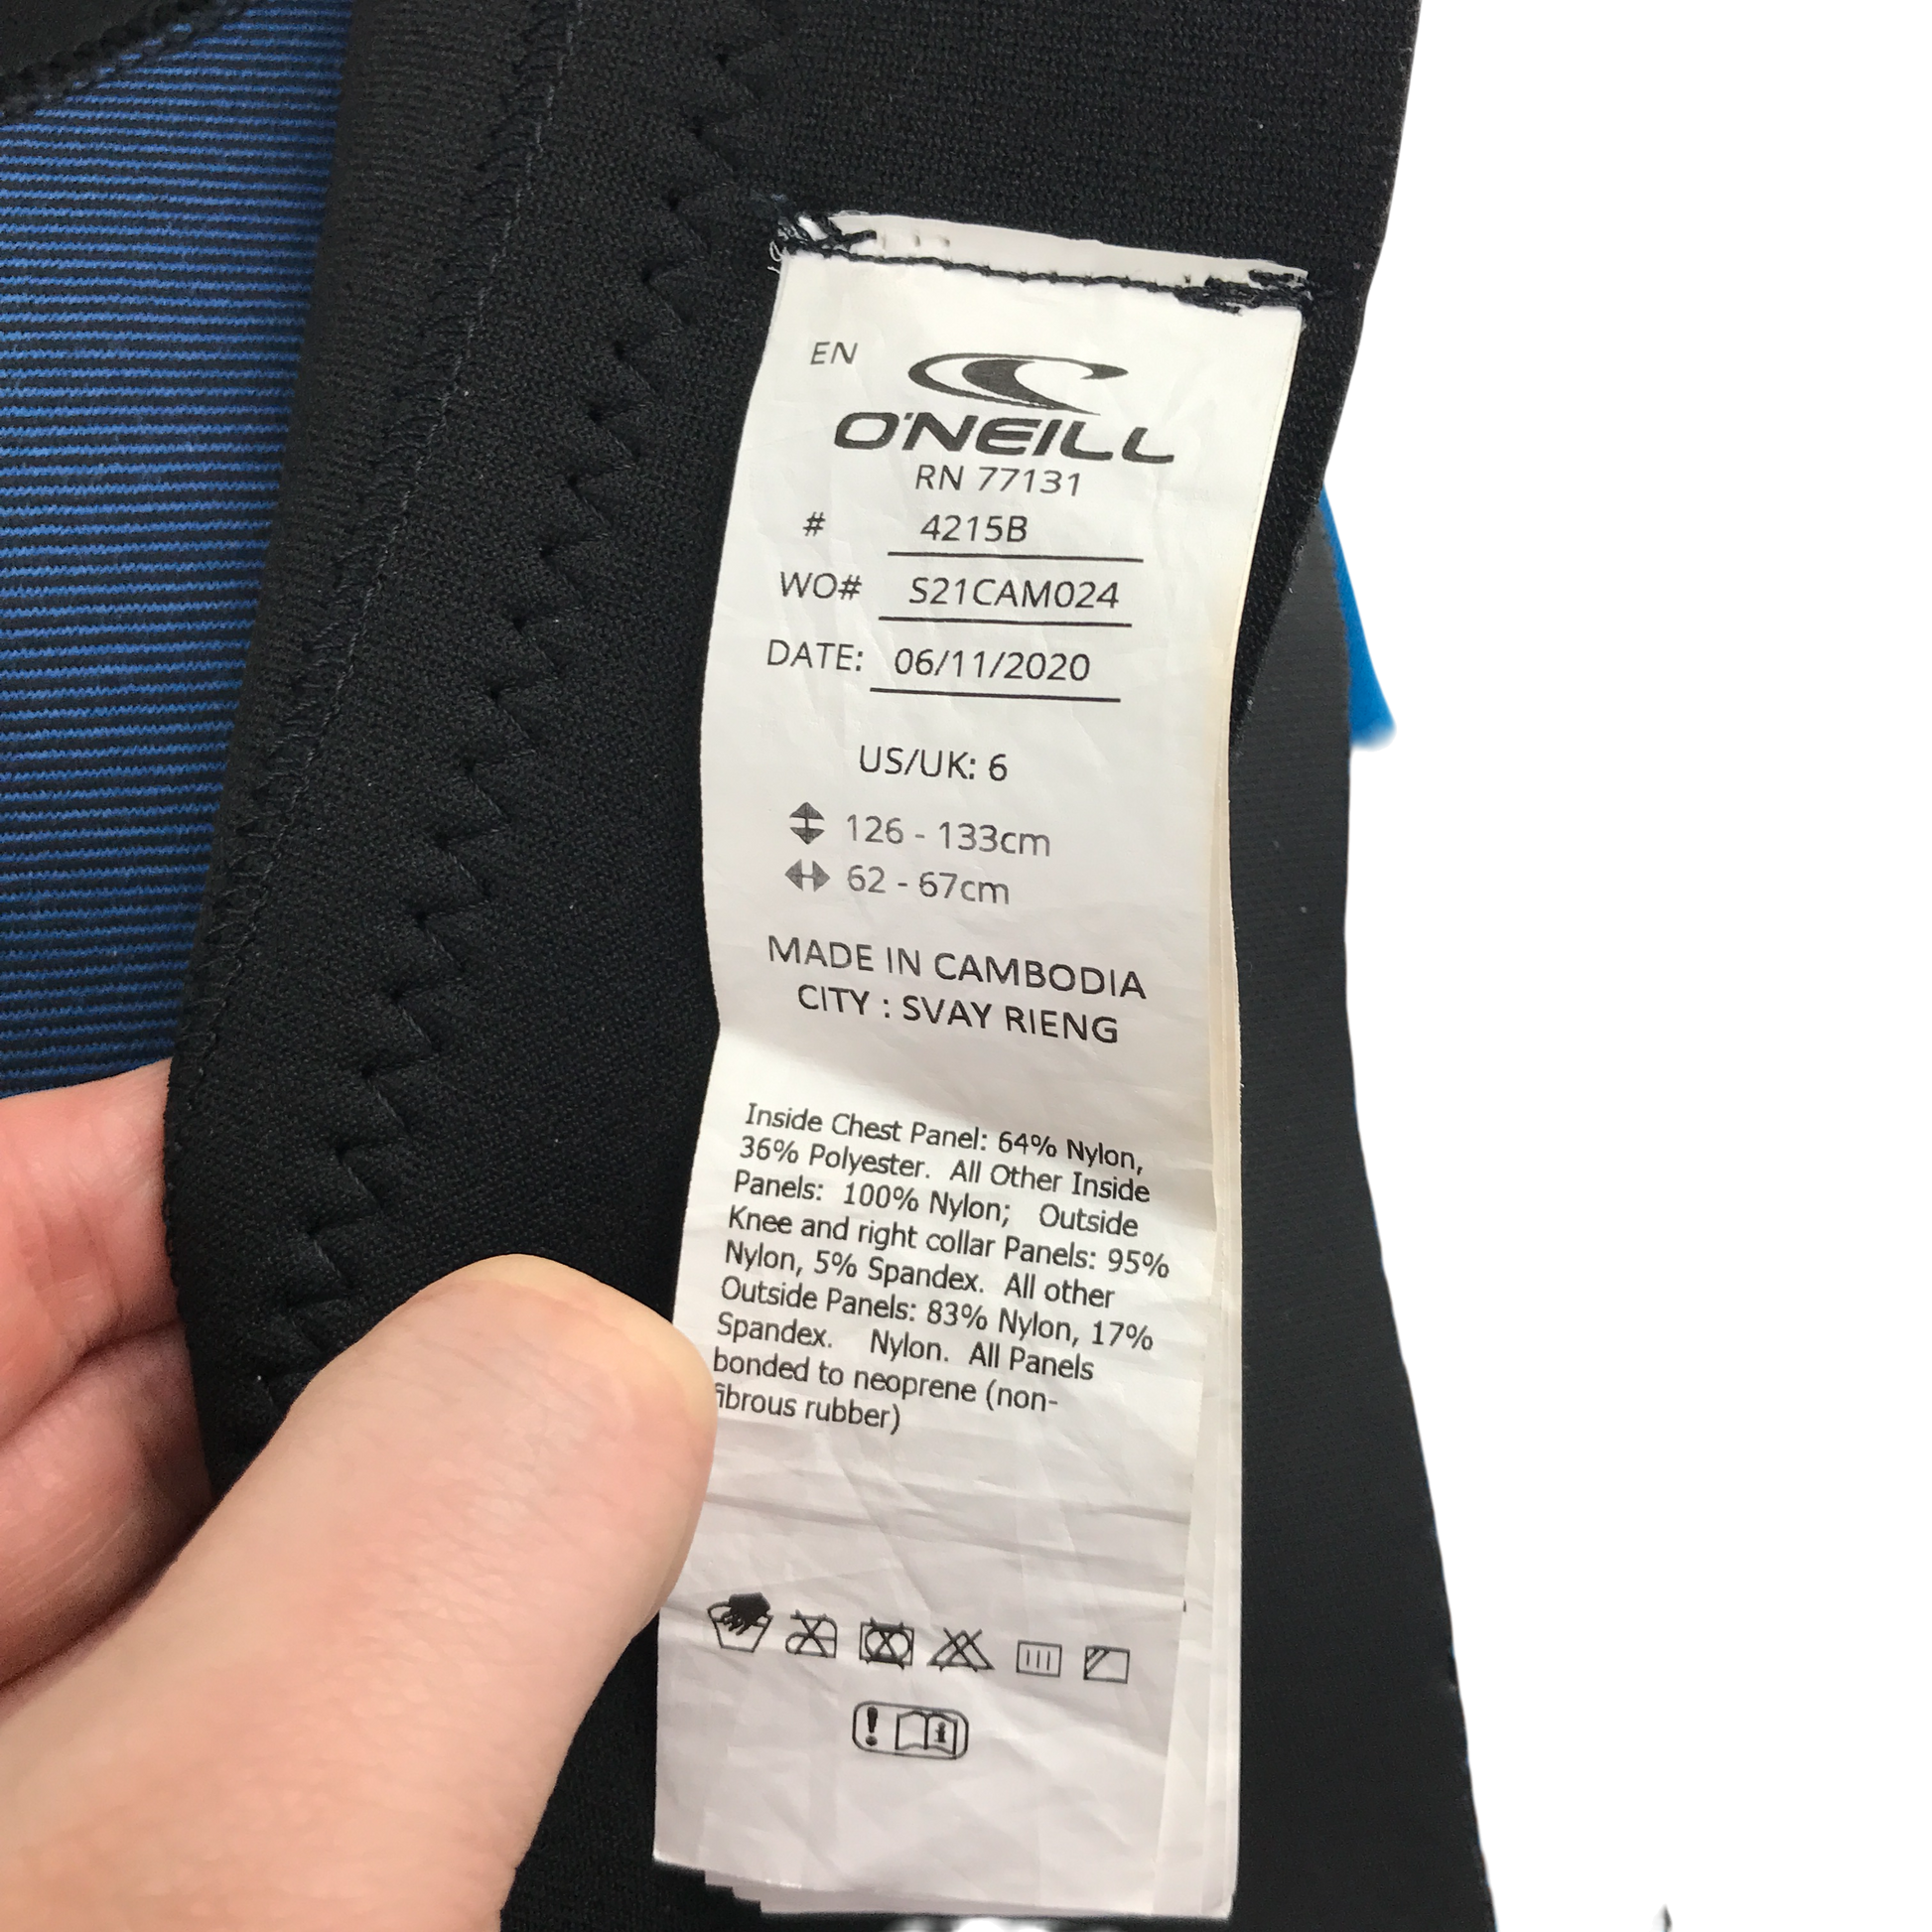 EN
O'NEILL
RN 77131
# 4215B
WO# S21CAM024
DATE: 06/11/2020
US/UK: 6
126 - 133cm
62 - 67cm
MADE IN CAMBODIA
CITY : SVAY RIENG
Inside Chest Panel: 64% Nylon,
36% Polyester. All Other Inside
Panels: 100% Nylon; Outside
Knee and right collar Panels: 95%
Nylon, 5% Spandex. All other
Outside Panels: 83% Nylon, 17%
Spandex. Nylon. All Panels
bonded to neoprene (non-
fibrous rubber)
! i